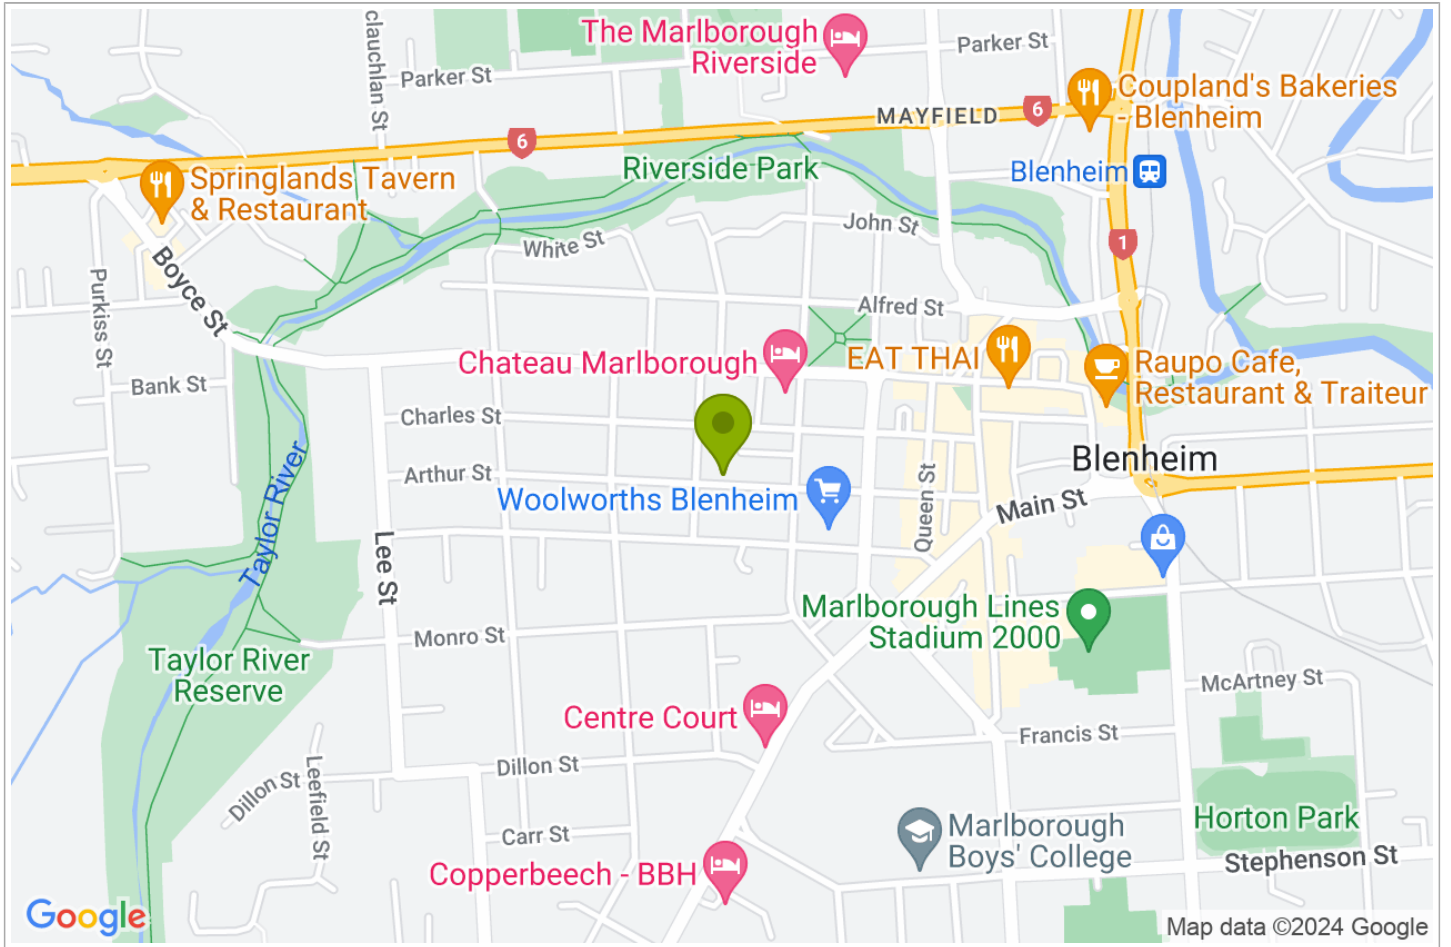 The Marlborough
Riverside
Parker St
clauchlan St
Parker St
Coupland's Bakeries
- Blenheim
6
MAYFIELD
6
Riverside Park
Blenheim
Springlands Tavern
& Restaurant
John St
White St
1
Boyce St
Purkiss St
Alfred St
Chateau Marlborough
EAT THAI
Raupo Cafe,
Restaurant & Traiteur
Bank St
Charles St
Blenheim
Arthur St
Woolworths Blenheim
Queen St
Main St
Taylor River
Lee St
Marlborough Lines
Stadium 2000
Monro St
Taylor River
Reserve
McArtney St
Centre Court
Francis St
Dillon St
Dillon St
Leefield St
Horton Park
Carr St
Marlborough
Boys' College
Stephenson St
Copperbeech - BBH
Google
Map data ©2024 Google